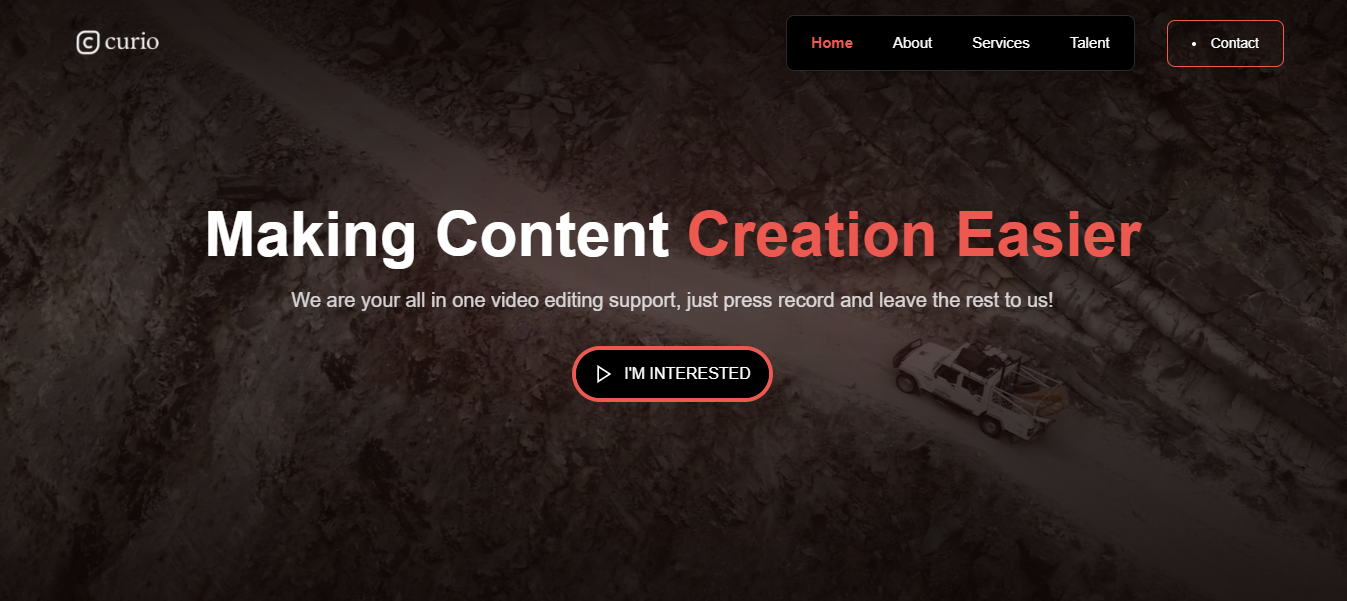 curio
Home About Services Talent
• Contact
Making Content Creation Easier
We are your all in one video editing support, just press record and leave the rest to us!
I'M INTERESTED